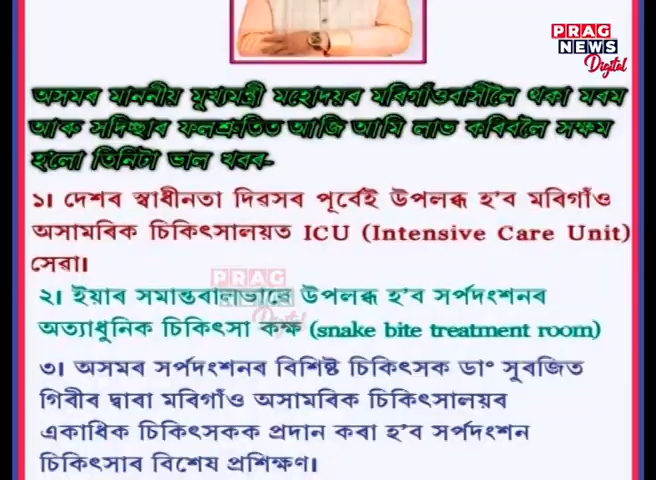 PRAG
NEWS
Digital
অসমৰ মাননীয় মুখ্যমন্ত্ৰী মহোদয়ৰ মৰিগাঁওবাসীলৈ থকা মৰম
আৰু সদিচ্ছাৰ ফলশ্ৰুতিত আজি আমি লাভ কৰিবলৈ সক্ষম
হ'লো তিনিটা ভাল খবৰ-
১। দেশৰ স্বাধীনতা দিৱসৰ পূৰ্বেই উপলব্ধ হ'ব মৰিগাঁও
অসামৰিক চিকিৎসালয়ত ICU (Intensive Care Unit)
সেৱা।
PRAG
NEWS
Digital
২। ইয়াৰ সমান্তৰালভাৱে উপলব্ধ হ'ব সৰ্পদংশনৰ
অত্যাধুনিক চিকিৎসা কক্ষ (snake bite treatment room)
৩। অসমৰ সৰ্পদংশনৰ বিশিষ্ট চিকিৎসক ডা° সুৰজিত
গিৰীৰ দ্বাৰা মৰিগাঁও অসামৰিক চিকিৎসালয়ৰ
একাধিক চিকিৎসকক প্ৰদান কৰা হ'ব সৰ্পদংশন
চিকিৎসাৰ বিশেষ প্ৰশিক্ষণ।